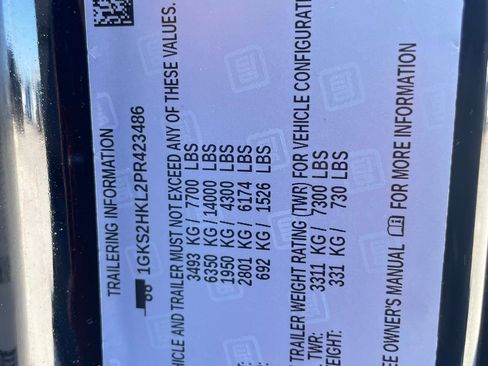 TRAILERING INFORMATION
1GKS2HKL2PR423486
EHICLE AND TRAILER MUST NOT EXCEED ANY OF THESE VALUES.
3493 KG / 7700 LBS
6350 KG / 14000 LBS
1950 KG / 4300 LBS
2801 KG / 6174 LBS
692 KG / 1526 LBS
TRAILER WEIGHT RATING (TWR) FOR VEHICLE CONFIGURATI
TWR: 3311 KG / 7300 LBS
EIGHT: 331 KG / 730 LBS
EE OWNER'S MANUAL FOR MORE INFORMATION